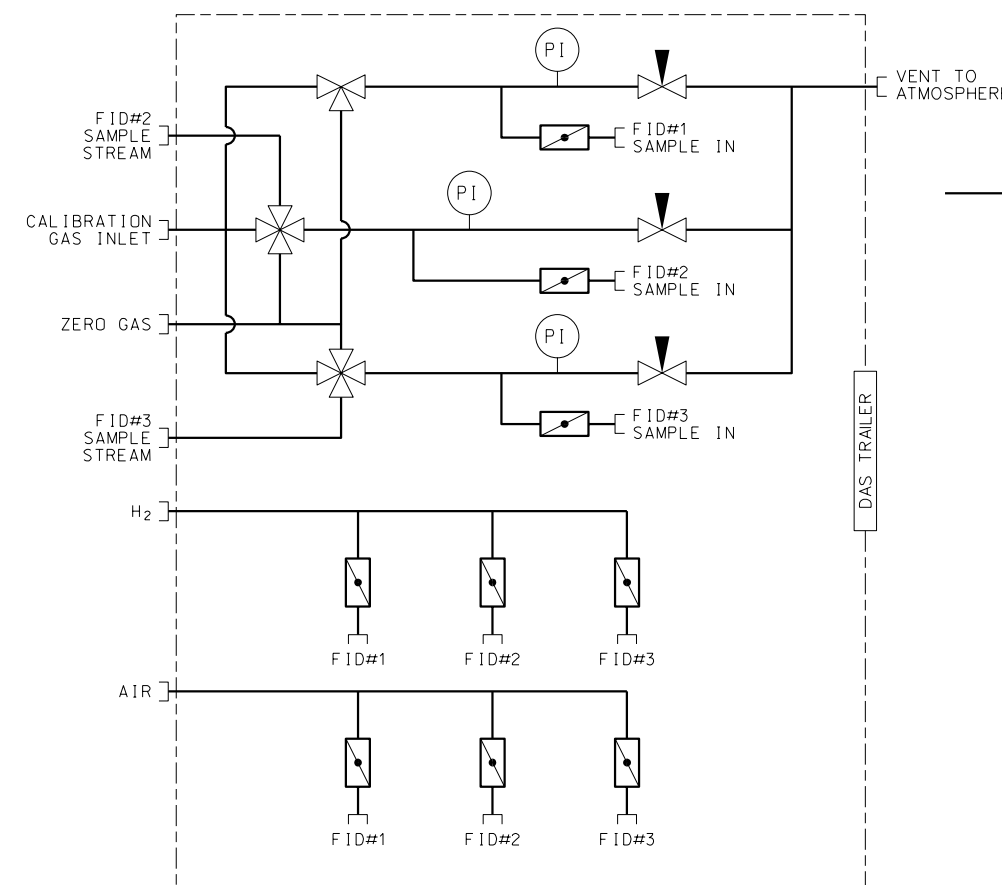 PI
VENT TO
ATMOSPHERE
FID#2
SAMPLE
STREAM
FID#1
SAMPLE IN
PI
CALIBRATION
GAS INLET
FID#2
SAMPLE IN
ZERO GAS
PI
FID#3
SAMPLE
STREAM
FID#3
SAMPLE IN
DAS TRAILER
H2
FID#1
FID#2
FID#3
AIR
FID#1
FID#2
FID#3